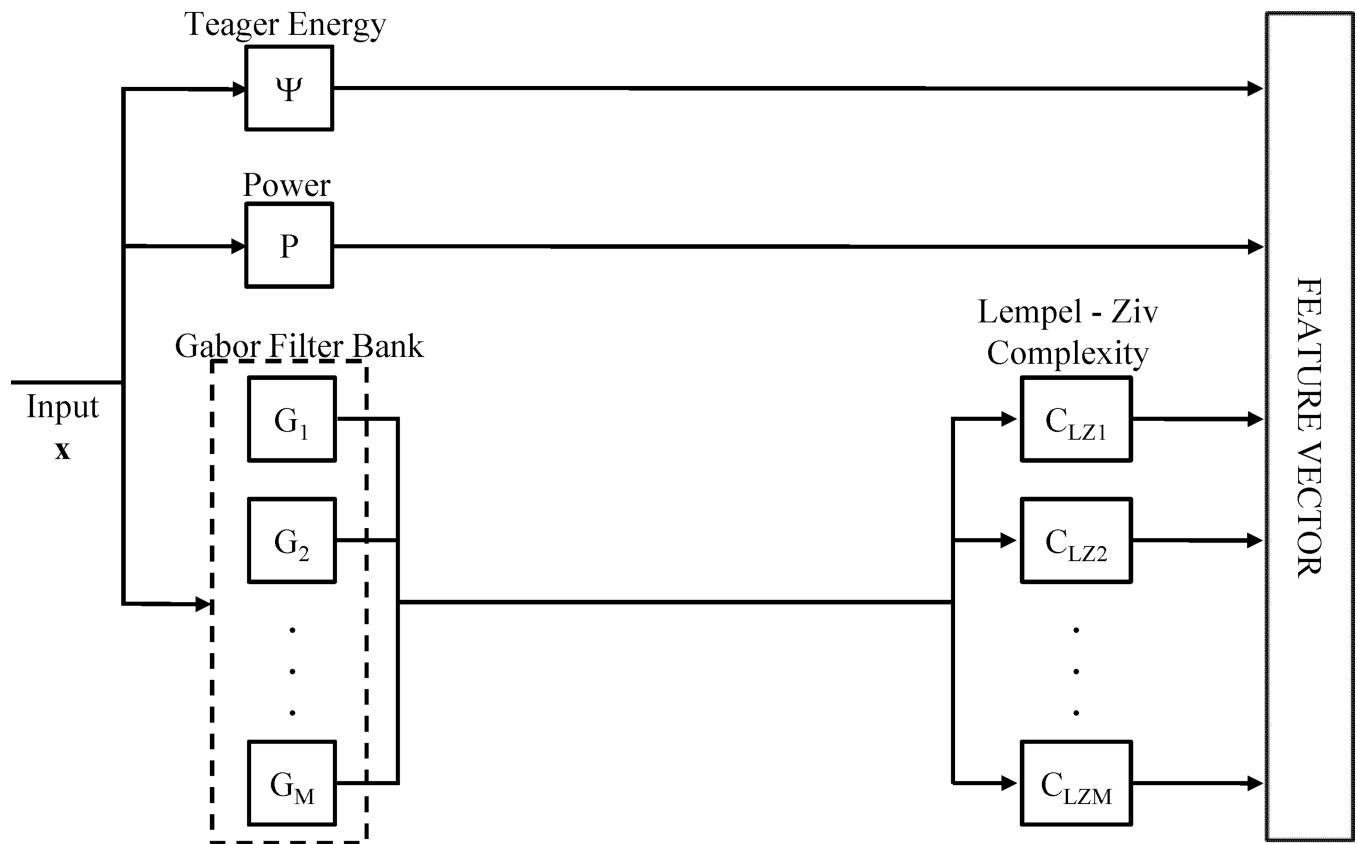 Teager Energy
Ψ
Power
P
Gabor Filter Bank
Input
x
G1
G2
.
.
.
GM
Lempel - Ziv
Complexity
CLZ1
CLZ2
.
.
.
CLZM
FEATURE VECTOR